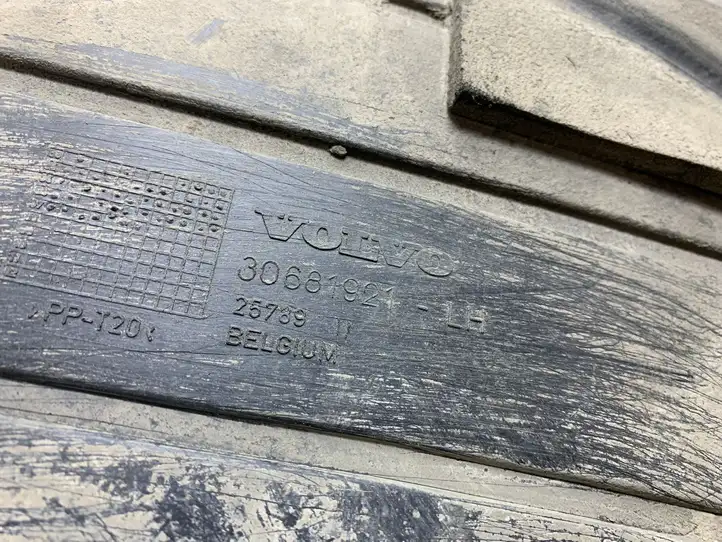 VOLVO
30681921 - LH
25789
BELGIUM
>PP-T20<